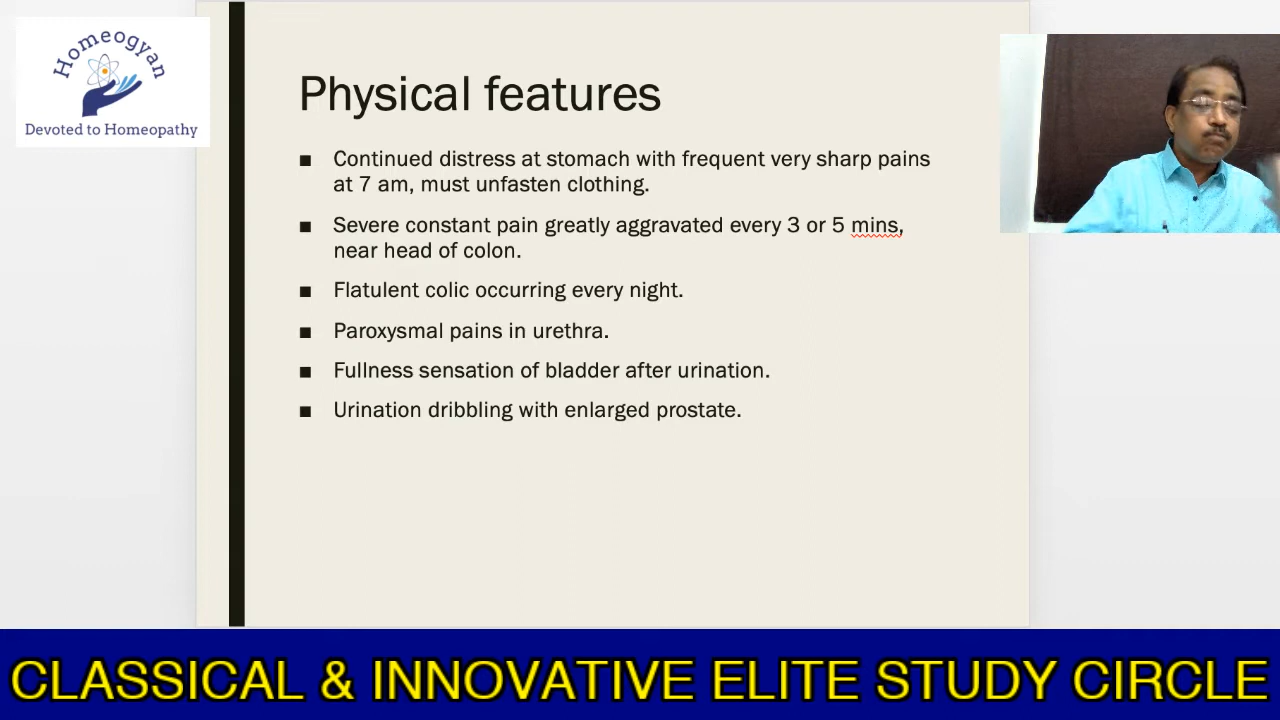 Homeogyan
Devoted to Homeopathy
Physical features
■ Continued distress at stomach with frequent very sharp pains
at 7 am, must unfasten clothing.
■ Severe constant pain greatly aggravated every 3 or 5 mins,
near head of colon.
■ Flatulent colic occurring every night.
■ Paroxysmal pains in urethra.
■ Fullness sensation of bladder after urination.
■ Urination dribbling with enlarged prostate.
CLASSICAL & INNOVATIVE ELITE STUDY CIRCLE